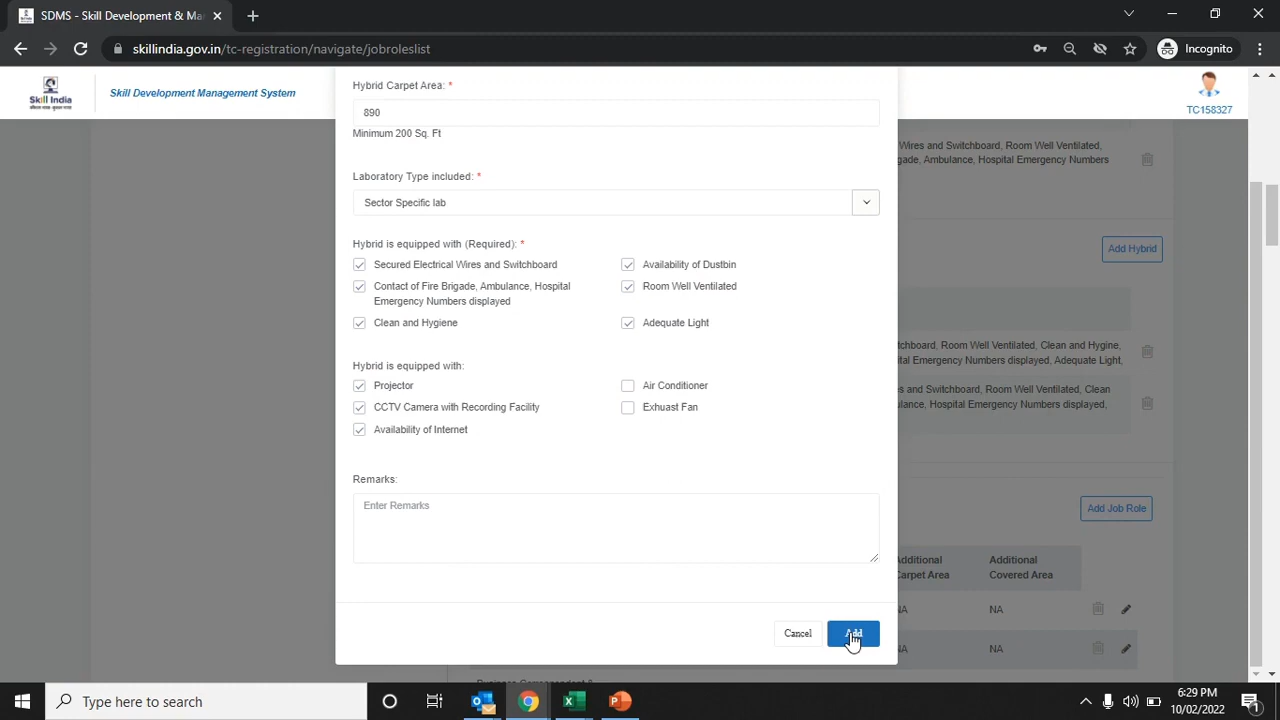 SDMS - Skill Development & Ma
skillindia.gov.in/tc-registration/navigate/jobroleslist
Incognito
Skill India
Skill Development Management System
TC158327
Hybrid Carpet Area: *
890
Minimum 200 Sq. Ft
Laboratory Type included: *
Sector Specific lab
Hybrid is equipped with (Required): *
Secured Electrical Wires and Switchboard
Availability of Dustbin
Contact of Fire Brigade, Ambulance, Hospital
Emergency Numbers displayed
Room Well Ventilated
Clean and Hygiene
Adequate Light
Hybrid is equipped with:
Projector
Air Conditioner
CCTV Camera with Recording Facility
Exhuast Fan
Availability of Internet
Remarks:
Enter Remarks
Cancel
Add
Wires and Switchboard, Room Well Ventilated,
gade, Ambulance, Hospital Emergency Numbers
Add Hybrid
tchboard, Room Well Ventilated, Clean and Hygine,
ital Emergency Numbers displayed, Adequate Light,
es and Switchboard, Room Well Ventilated, Clean
ulance, Hospital Emergency Numbers displayed,
Add Job Role
Additional
Carpet Area
Additional
Covered Area
NA
NA
NA
NA
Type here to search
6:29 PM
10/02/2022
1